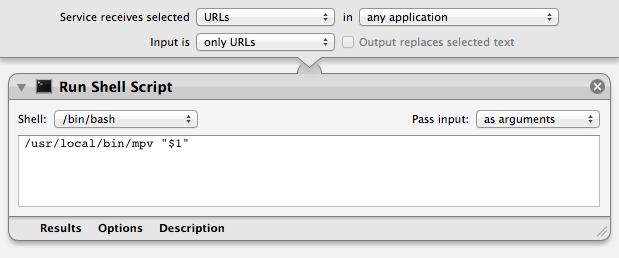 Service receives selected URLs in any application
Input is only URLs Output replaces selected text
Run Shell Script
Shell: /bin/bash Pass input: as arguments
/usr/local/bin/mpv "$1"
Results Options Description